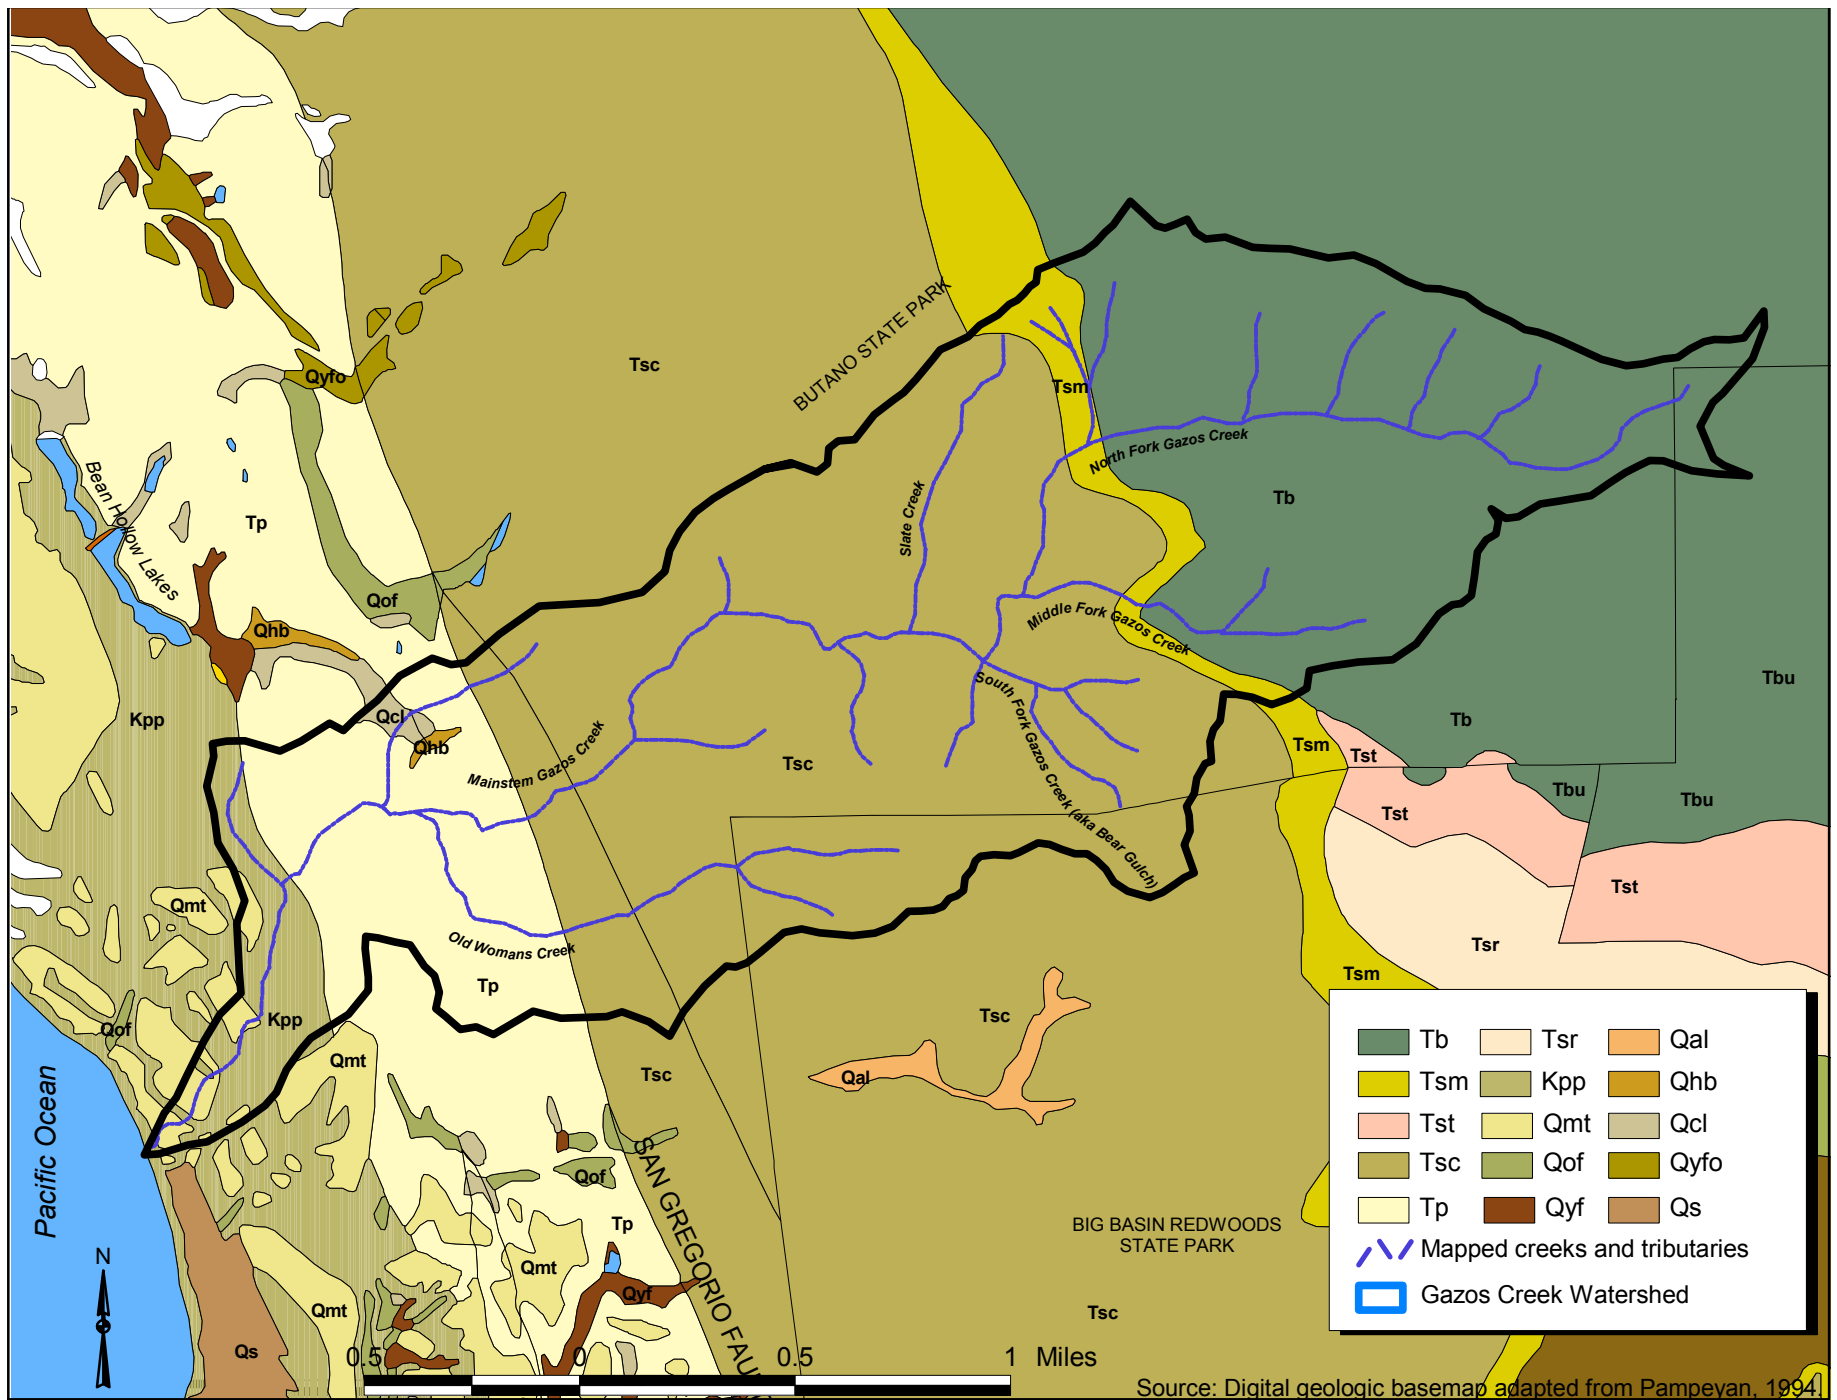 Tsc
BUTANO STATE PARK
Qyfo
Tsm
North Fork Gazos Creek
Bean Hollow Lakes
Tp
Slate Creek
Tb
Qof
Qhb
Middle Fork Gazos Creek
South Fork Gazos Creek (aka Bear Gulch)
Tbu
Kpp
Qcl
Qhb
Tb
Mainstem Gazos Creek
Tsc
Tsm
Tst
Tbu
Tbu
Tst
Tst
Qmt
Old Womans Creek
Tsr
Tsm
Tp
Qof
Kpp
Tsc
Qmt
Tsc
Qal
Pacific Ocean
Qof
SAN GREGORIO FAU
Tp
BIG BASIN REDWOODS
STATE PARK
Qmt
Qyf
Qmt
Tsc
Qs
N
Tb Tsr Qal
Tsm Kpp Qhb
Tst Qmt Qcl
Tsc Qof Qyfo
Tp Qyf Qs
Mapped creeks and tributaries
Gazos Creek Watershed
0.5 0 0.5 1 Miles
Source: Digital geologic basemap adapted from Pampeyan, 1994.